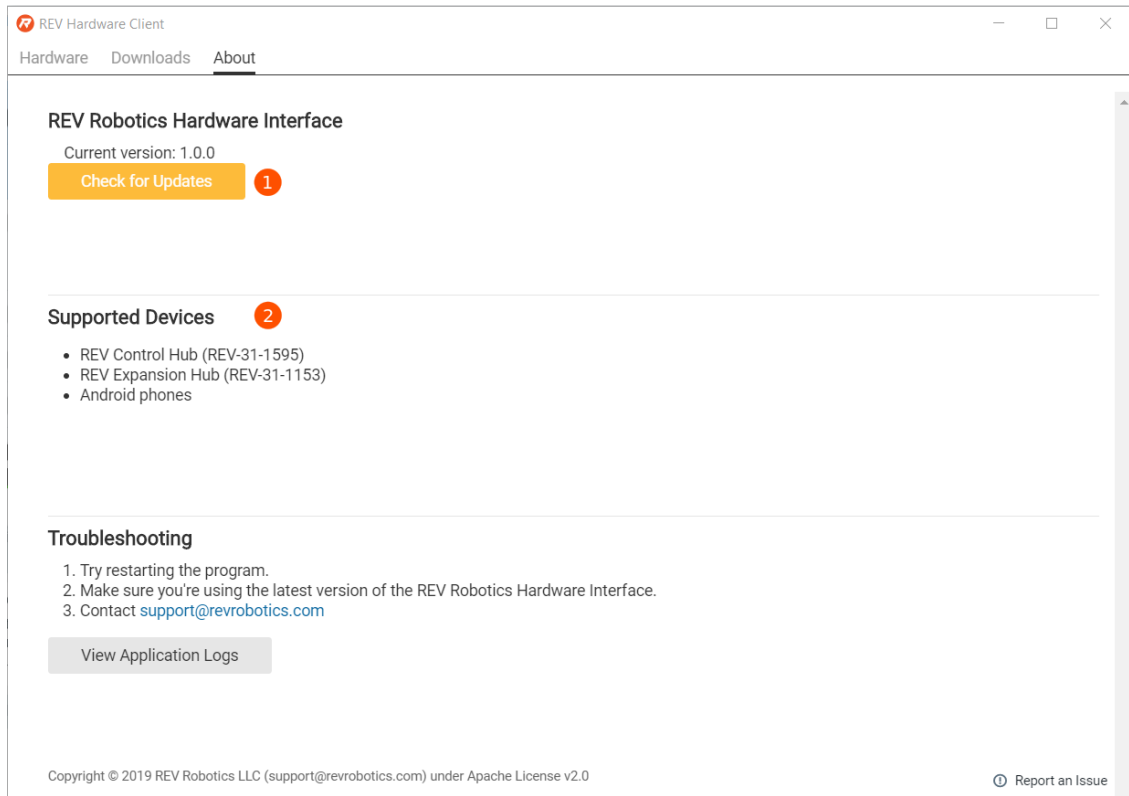 REV Hardware Client
Hardware Downloads About
REV Robotics Hardware Interface
Current version: 1.0.0
Check for Updates 1
Supported Devices 2
• REV Control Hub (REV-31-1595)
• REV Expansion Hub (REV-31-1153)
• Android phones
Troubleshooting
1. Try restarting the program.
2. Make sure you're using the latest version of the REV Robotics Hardware Interface.
3. Contact support@revrobotics.com
View Application Logs
Copyright © 2019 REV Robotics LLC (support@revrobotics.com) under Apache License v2.0
Report an Issue